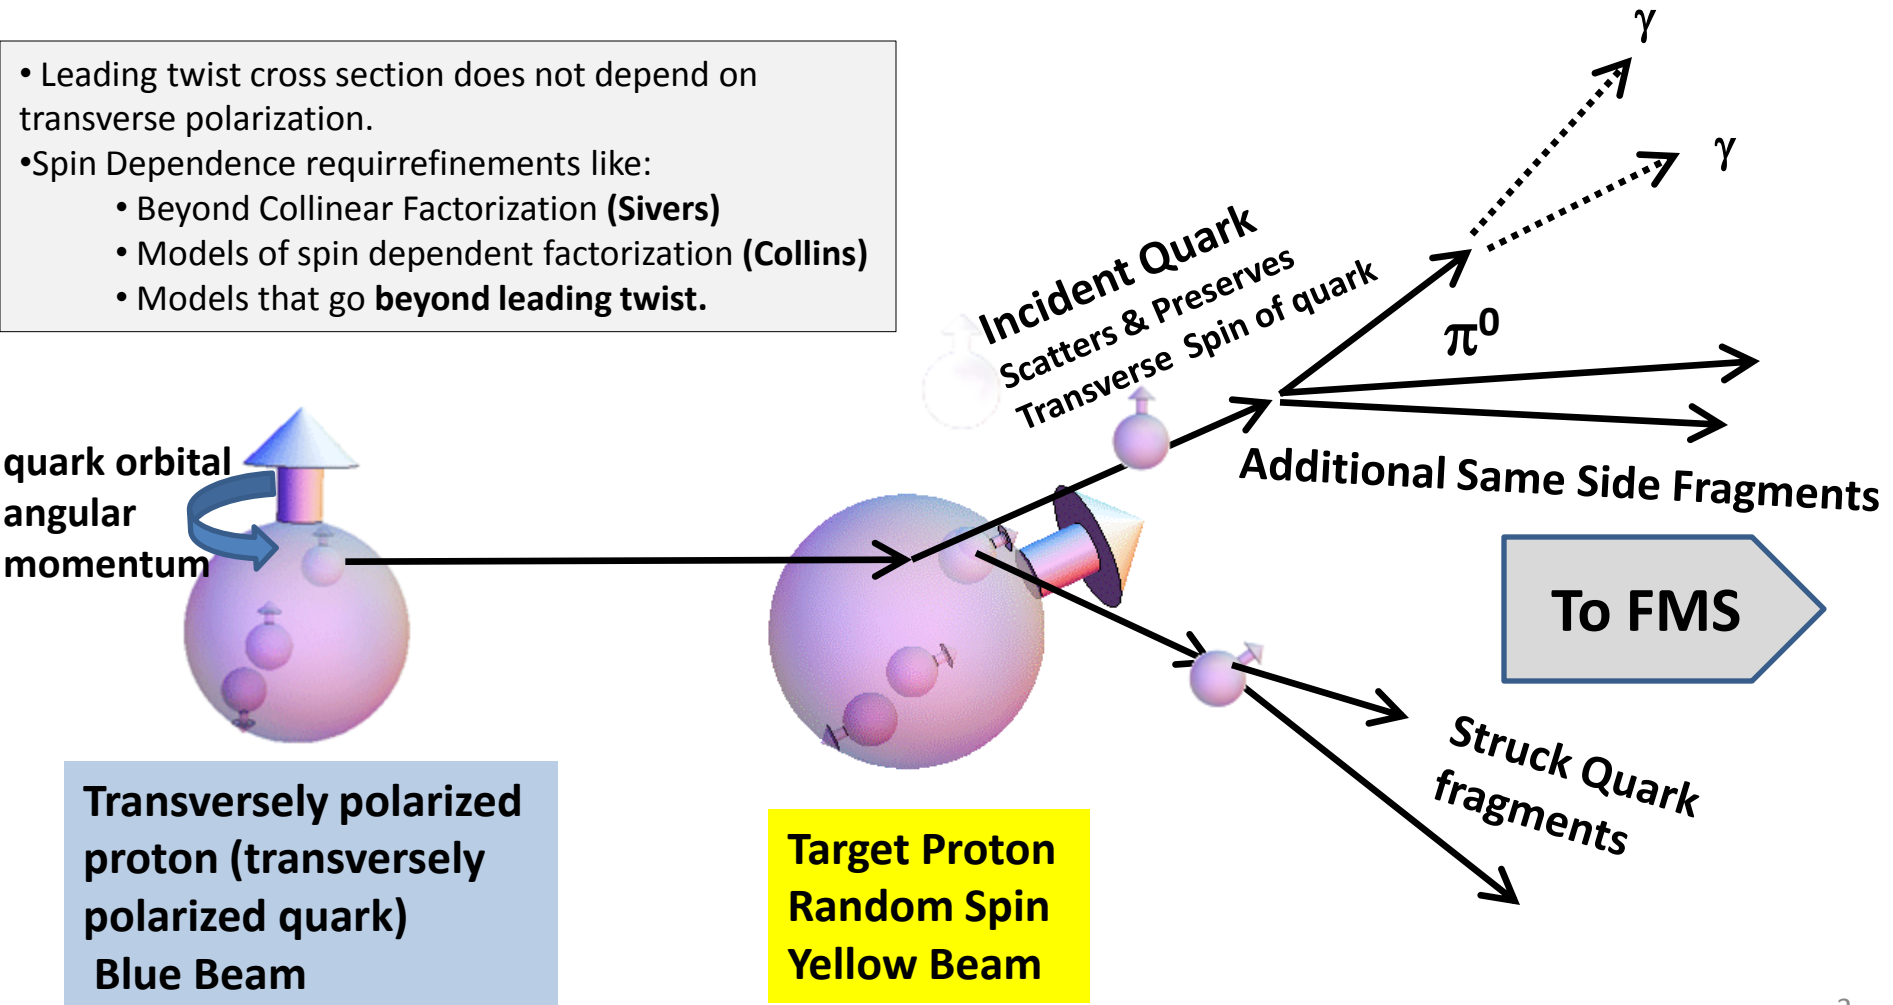 • Leading twist cross section does not depend on
transverse polarization.
•Spin Dependence requirrefinements like:
• Beyond Collinear Factorization (Sivers)
• Models of spin dependent factorization (Collins)
• Models that go beyond leading twist.
γ
γ
Incident Quark
Scatters & Preserves
Transverse Spin of quark
π⁰
quark orbital
angular
momentum
Additional Same Side Fragments
To FMS
Struck Quark
fragments
Transversely polarized
proton (transversely
polarized quark)
Blue Beam
Target Proton
Random Spin
Yellow Beam